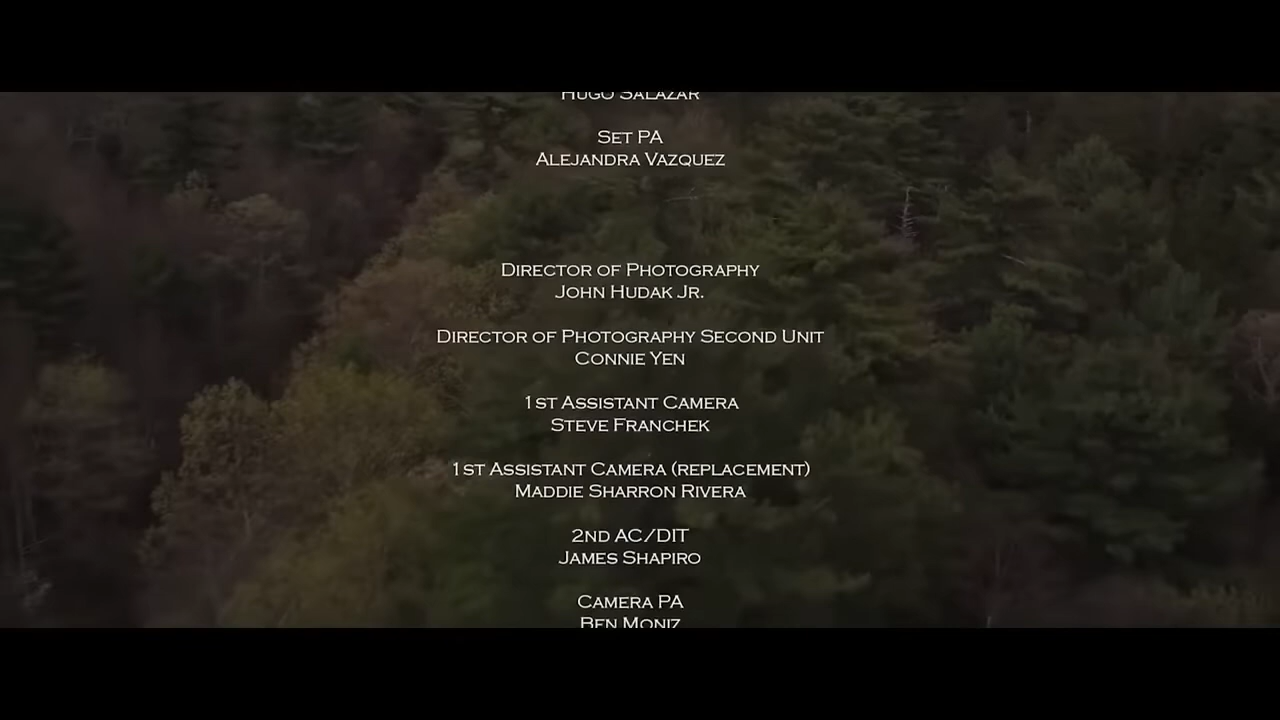 Hugo Salazar
Set PA
Alejandra Vazquez
Director of Photography
John Hudak Jr.
Director of Photography Second Unit
Connie Yen
1st Assistant Camera
Steve Franchek
1st Assistant Camera (replacement)
Maddie Sharron Rivera
2nd AC/DIT
James Shapiro
Camera PA
Ben Moniz